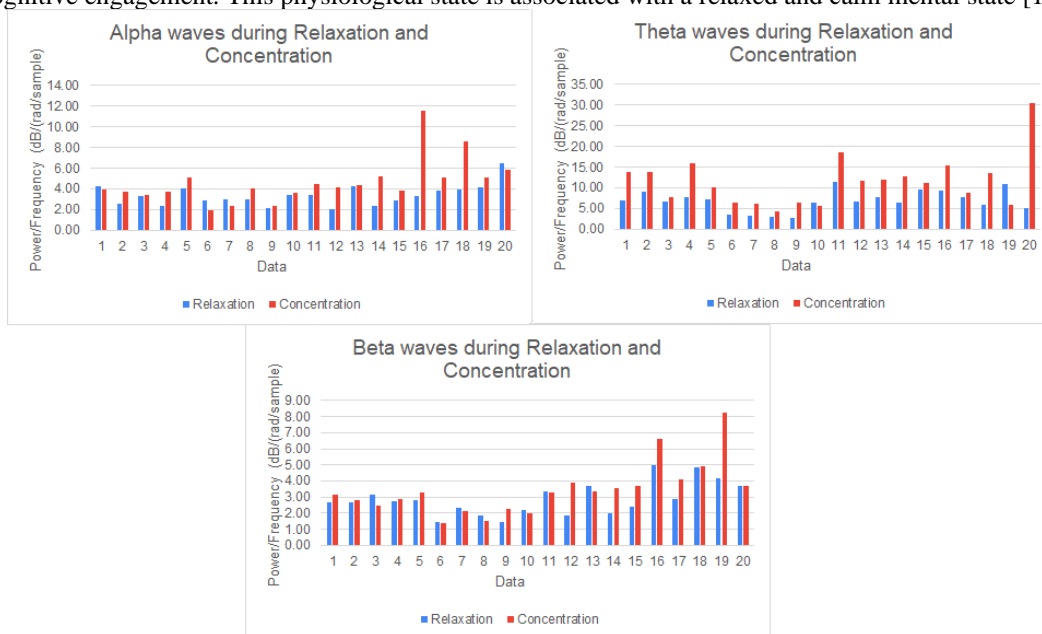 cognitive engagement. This physiological state is associated with a relaxed and calm mental state [1
Alpha waves during Relaxation and
Concentration
Power/Frequency (dB/(rad/sample)
14.00
12.00
10.00
8.00
6.00
4.00
2.00
0.00
1 2 3 4 5 6 7 8 9 10 11 12 13 14 15 16 17 18 19 20
Data
Relaxation Concentration
Theta waves during Relaxation and
Concentration
Power/Frequency (dB/(rad/sample)
35.00
30.00
25.00
20.00
15.00
10.00
5.00
0.00
1 2 3 4 5 6 7 8 9 10 11 12 13 14 15 16 17 18 19 20
Data
Relaxation Concentration
Beta waves during Relaxation and
Concentration
Power/Frequency (dB/(rad/sample)
9.00
8.00
7.00
6.00
5.00
4.00
3.00
2.00
1.00
0.00
1 2 3 4 5 6 7 8 9 10 11 12 13 14 15 16 17 18 19 20
Data
Relaxation Concentration